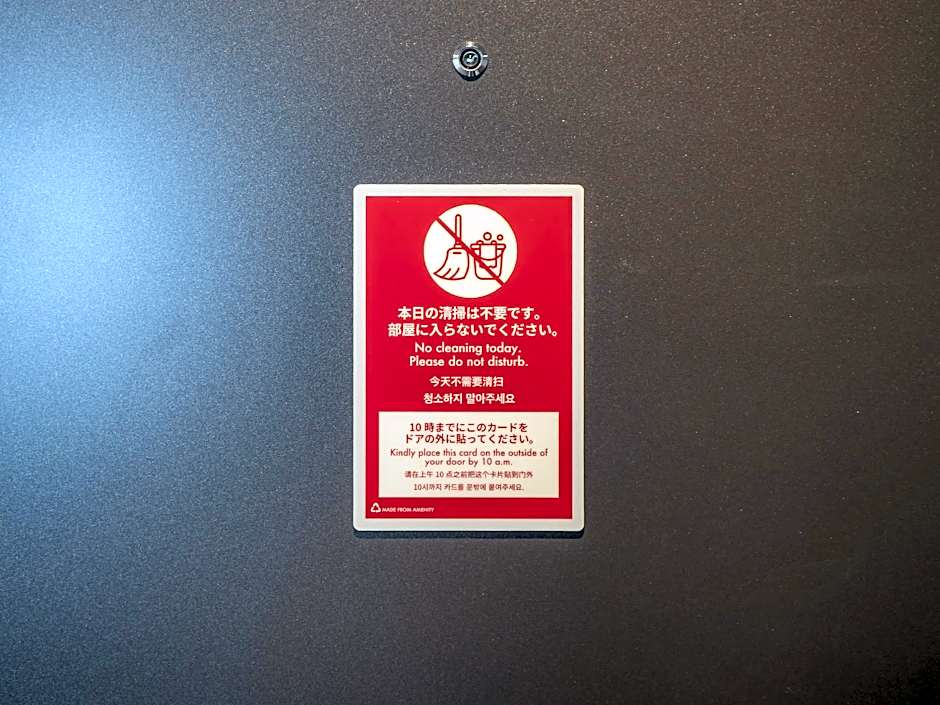 本日の清掃は不要です。
部屋に入らないでください。
No cleaning today.
Please do not disturb.
今天不需要清扫
청소하지 말아주세요
10 時までにこのカードを
ドアの外に貼ってください。
Kindly place this card on the outside of
your door by 10 a.m.
请在上午 10 点之前把这个卡片贴到门外
10시까지 카드를 문밖에 붙여주세요.
MADE FROM AMENITY